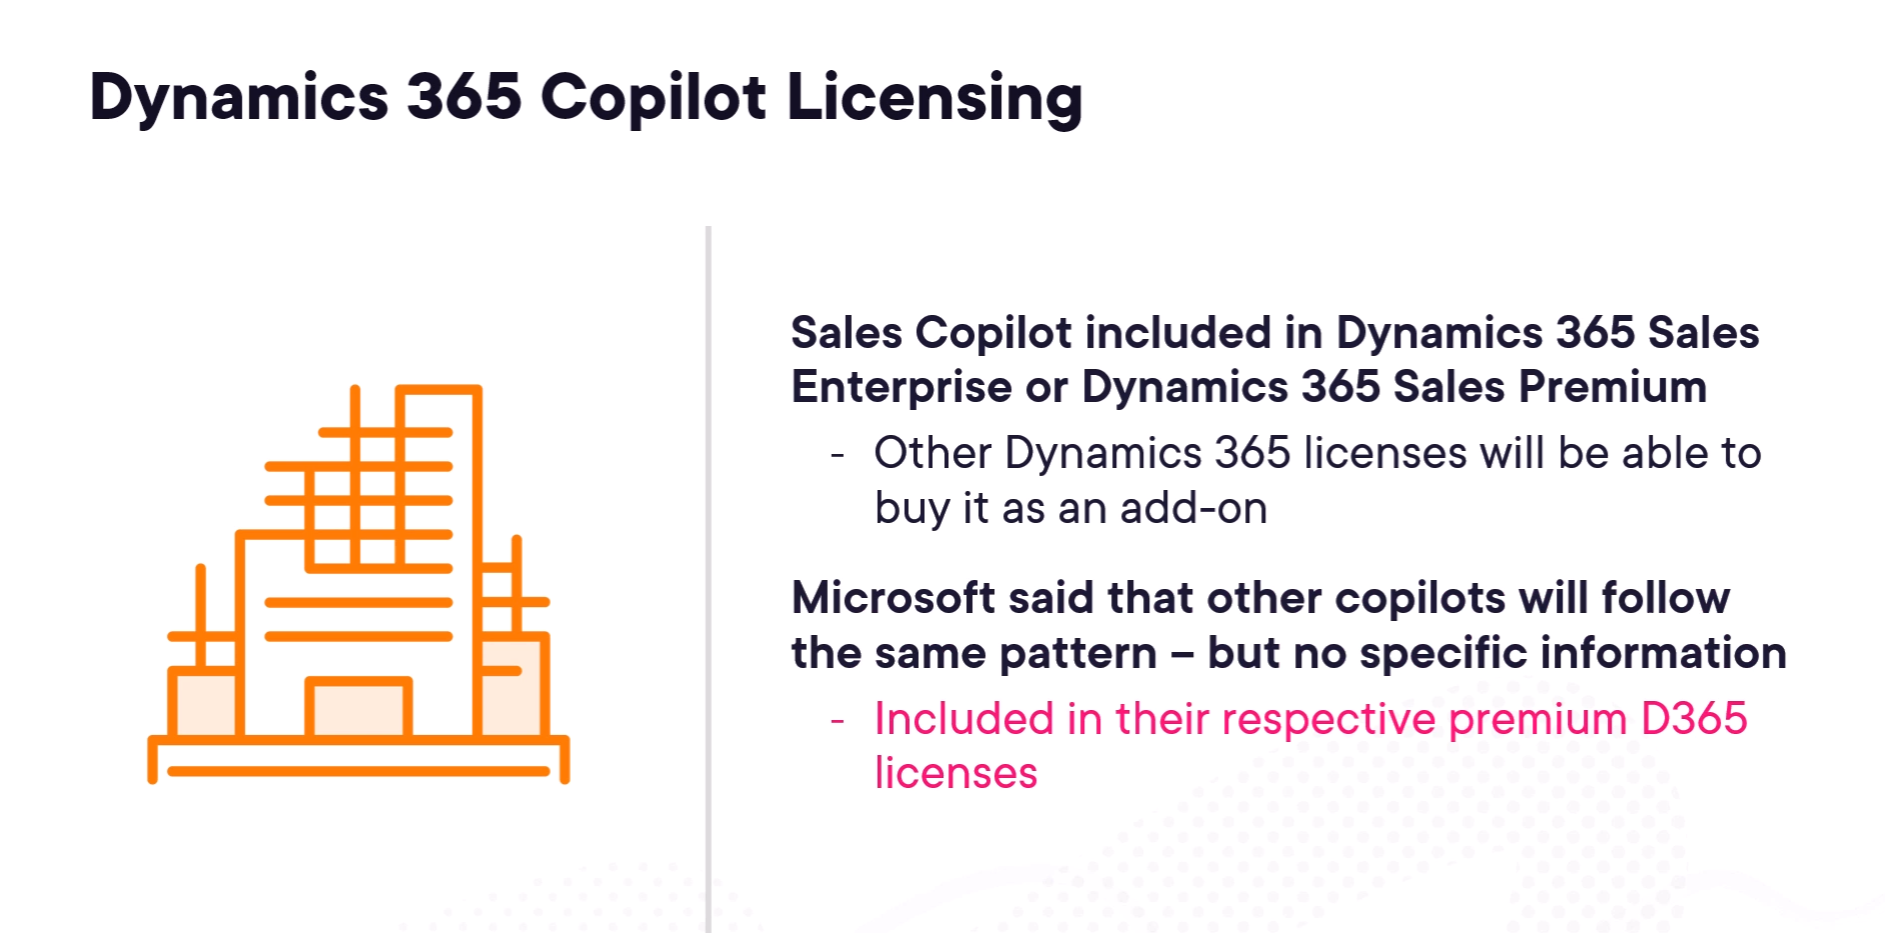 Dynamics 365 Copilot Licensing
Sales Copilot included in Dynamics 365 Sales
Enterprise or Dynamics 365 Sales Premium
- Other Dynamics 365 licenses will be able to
buy it as an add-on
Microsoft said that other copilots will follow
the same pattern – but no specific information
- Included in their respective premium D365
licenses